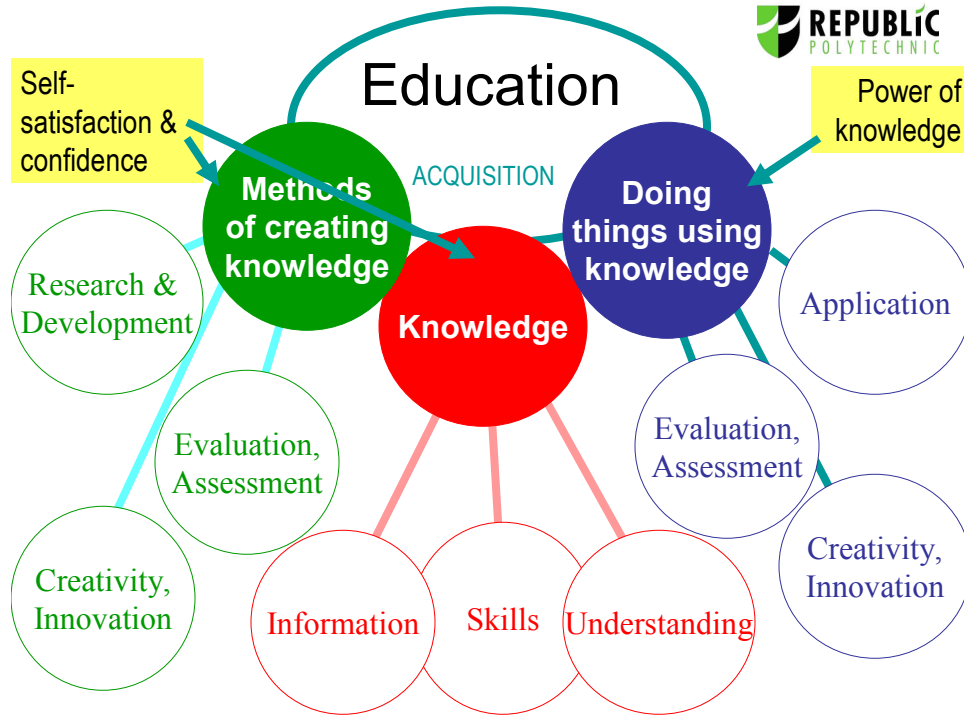 REPUBLIC
POLYTECHNIC
Education
Self-
satisfaction &
confidence
Power of
knowledge
ACQUISITION
Methods
of creating
knowledge
Doing
things using
knowledge
Knowledge
Research &
Development
Application
Evaluation,
Assessment
Evaluation,
Assessment
Creativity,
Innovation
Creativity,
Innovation
Information
Skills
Understanding